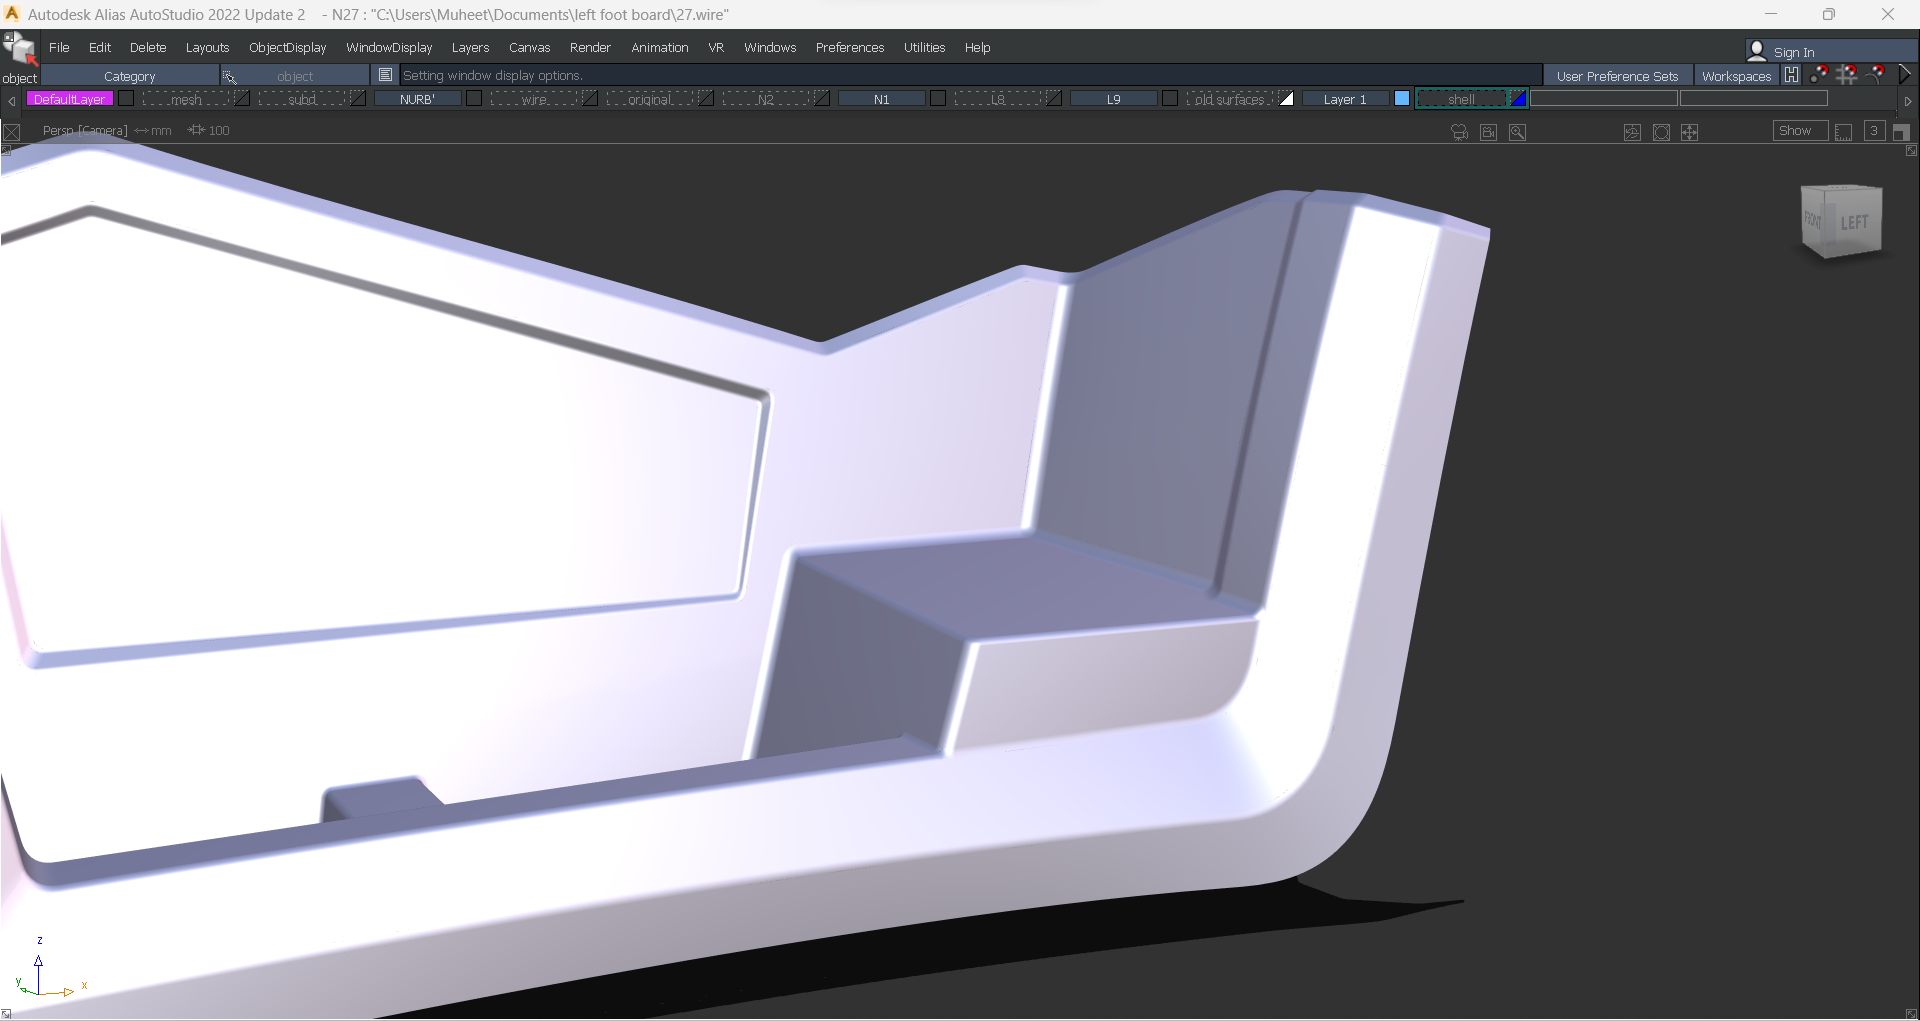 Autodesk Alias AutoStudio 2022 Update 2 - N27 : "C:\Users\Muheet\Documents\left foot board\27.wire"
File Edit Delete Layouts ObjectDisplay WindowDisplay Layers Canvas Render Animation VR Windows Preferences Utilities Help
Sign In
object Category object Setting window display options. User Preference Sets Workspaces
DefaultLayer mesh subd NURB' wire original N2 N1 L8 L9 old surfaces Layer 1 shell
Persp [Camera] mm 100 Show 3
FRONT LEFT
z
y x